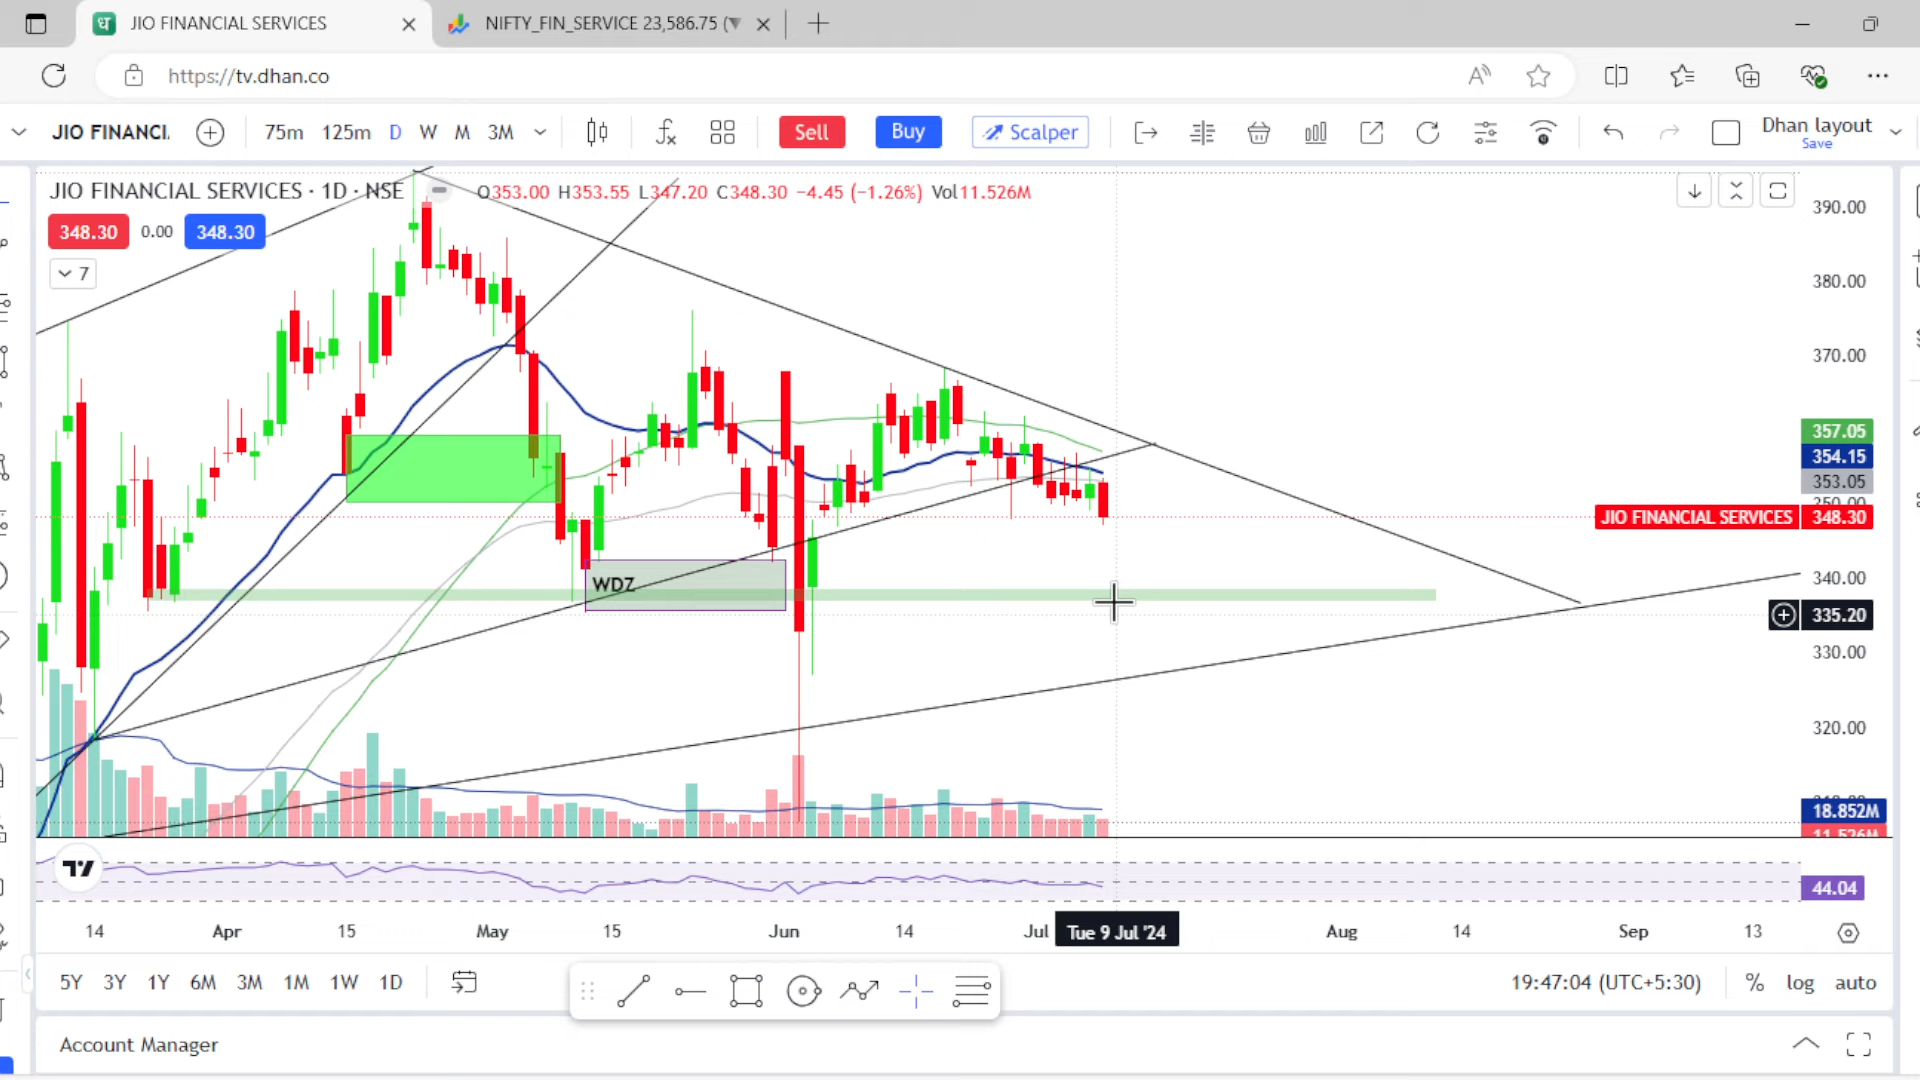 JIO FINANCIAL SERVICES
NIFTY_FIN_SERVICE 23,586.75 (▼
https://tv.dhan.co
JIO FINANCI
75m 125m D W M 3M
Sell Buy Scalper
Dhan layout
Save
JIO FINANCIAL SERVICES · 1D · NSE O353.00 H353.55 L347.20 C348.30 −4.45 (−1.26%) Vol11.526M
348.30 0.00 348.30
7
390.00
380.00
370.00
357.05
354.15
353.05
350.00
JIO FINANCIAL SERVICES 348.30
WDZ
340.00
335.20
330.00
320.00
18.852M
11.526M
44.04
14 Apr 15 May 15 Jun 14 Jul Tue 9 Jul '24 Aug 14 Sep 13
5Y 3Y 1Y 6M 3M 1M 1W 1D
19:47:04 (UTC+5:30) % log auto
Account Manager